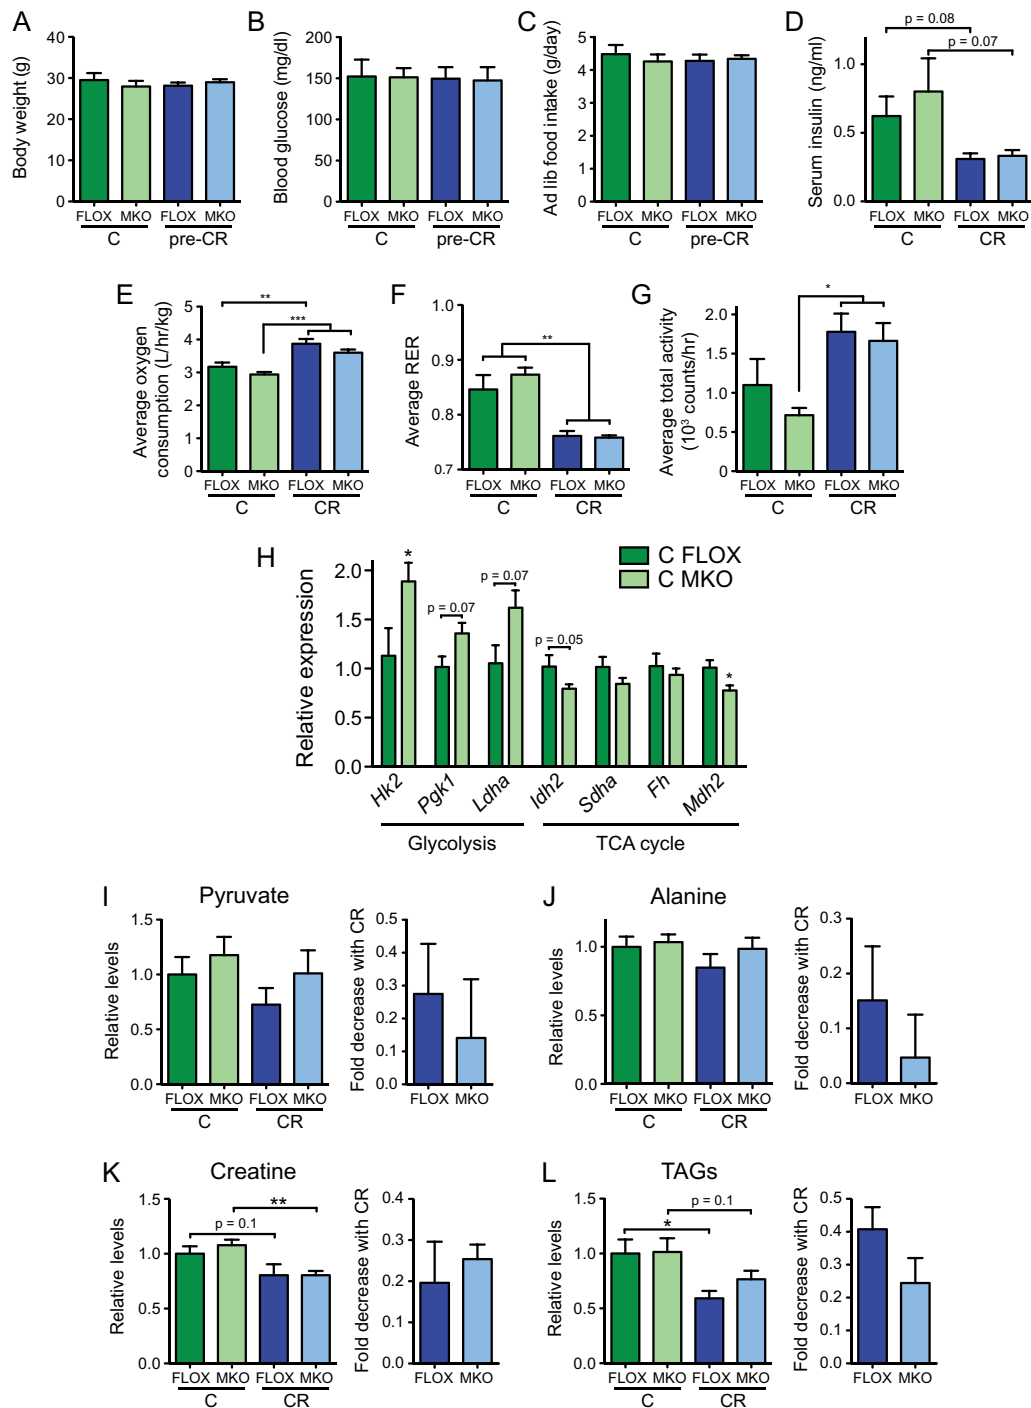 A
Body weight (g)
40
30
20
10
0
FLOX MKO FLOX MKO
C pre-CR
B
Blood glucose (mg/dl)
200
150
100
50
0
FLOX MKO FLOX MKO
C pre-CR
C
Ad lib food intake (g/day)
5
4
3
2
1
0
FLOX MKO FLOX MKO
C pre-CR
D
p = 0.08
p = 0.07
Serum insulin (ng/ml)
1.0
0.5
0.0
FLOX MKO FLOX MKO
C CR
E
**
***
Average oxygen
consumption (L/hr/kg)
5
4
3
2
1
0
FLOX MKO FLOX MKO
C CR
F
**
Average RER
1.0
0.9
0.8
0.7
FLOX MKO FLOX MKO
C CR
G
*
Average total activity
(10³ counts/hr)
2.0
1.5
1.0
0.5
0
FLOX MKO FLOX MKO
C CR
H
C FLOX
C MKO
Relative expression
2.0
1.5
1.0
0.5
0.0
*
p = 0.07
p = 0.07
p = 0.05
*
Hk2 Pgk1 Ldha Idh2 Sdha Fh Mdh2
Glycolysis TCA cycle
I
Pyruvate
Relative levels
1.5
1.0
0.5
0.0
FLOX MKO FLOX MKO
C CR
Fold decrease with CR
0.5
0.4
0.3
0.2
0.1
0.0
FLOX MKO
J
Alanine
Relative levels
1.0
0.5
0.0
FLOX MKO FLOX MKO
C CR
Fold decrease with CR
0.3
0.2
0.1
0.0
FLOX MKO
K
Creatine
**
p = 0.1
Relative levels
1.5
1.0
0.5
0.0
FLOX MKO FLOX MKO
C CR
Fold decrease with CR
0.4
0.3
0.2
0.1
0.0
FLOX MKO
L
TAGs
p = 0.1
*
Relative levels
1.5
1.0
0.5
0.0
FLOX MKO FLOX MKO
C CR
Fold decrease with CR
0.5
0.4
0.3
0.2
0.1
0.0
FLOX MKO